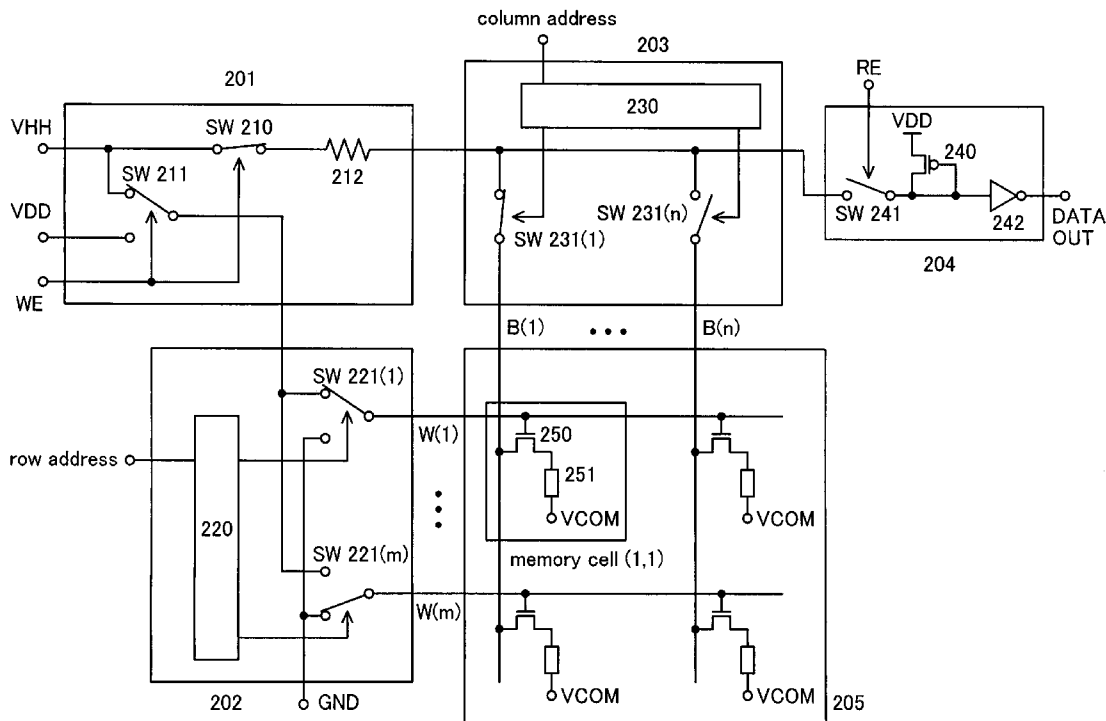 column address
203
RE
201
230
VHH
SW 210
VDD
240
SW 211
212
SW 231(n)
SW 241
242
DATA OUT
VDD
SW 231(1)
204
WE
B(1)
B(n)
SW 221(1)
W(1)
250
row address
251
220
VCOM
VCOM
SW 221(m)
memory cell (1,1)
W(m)
VCOM
VCOM
202
GND
205